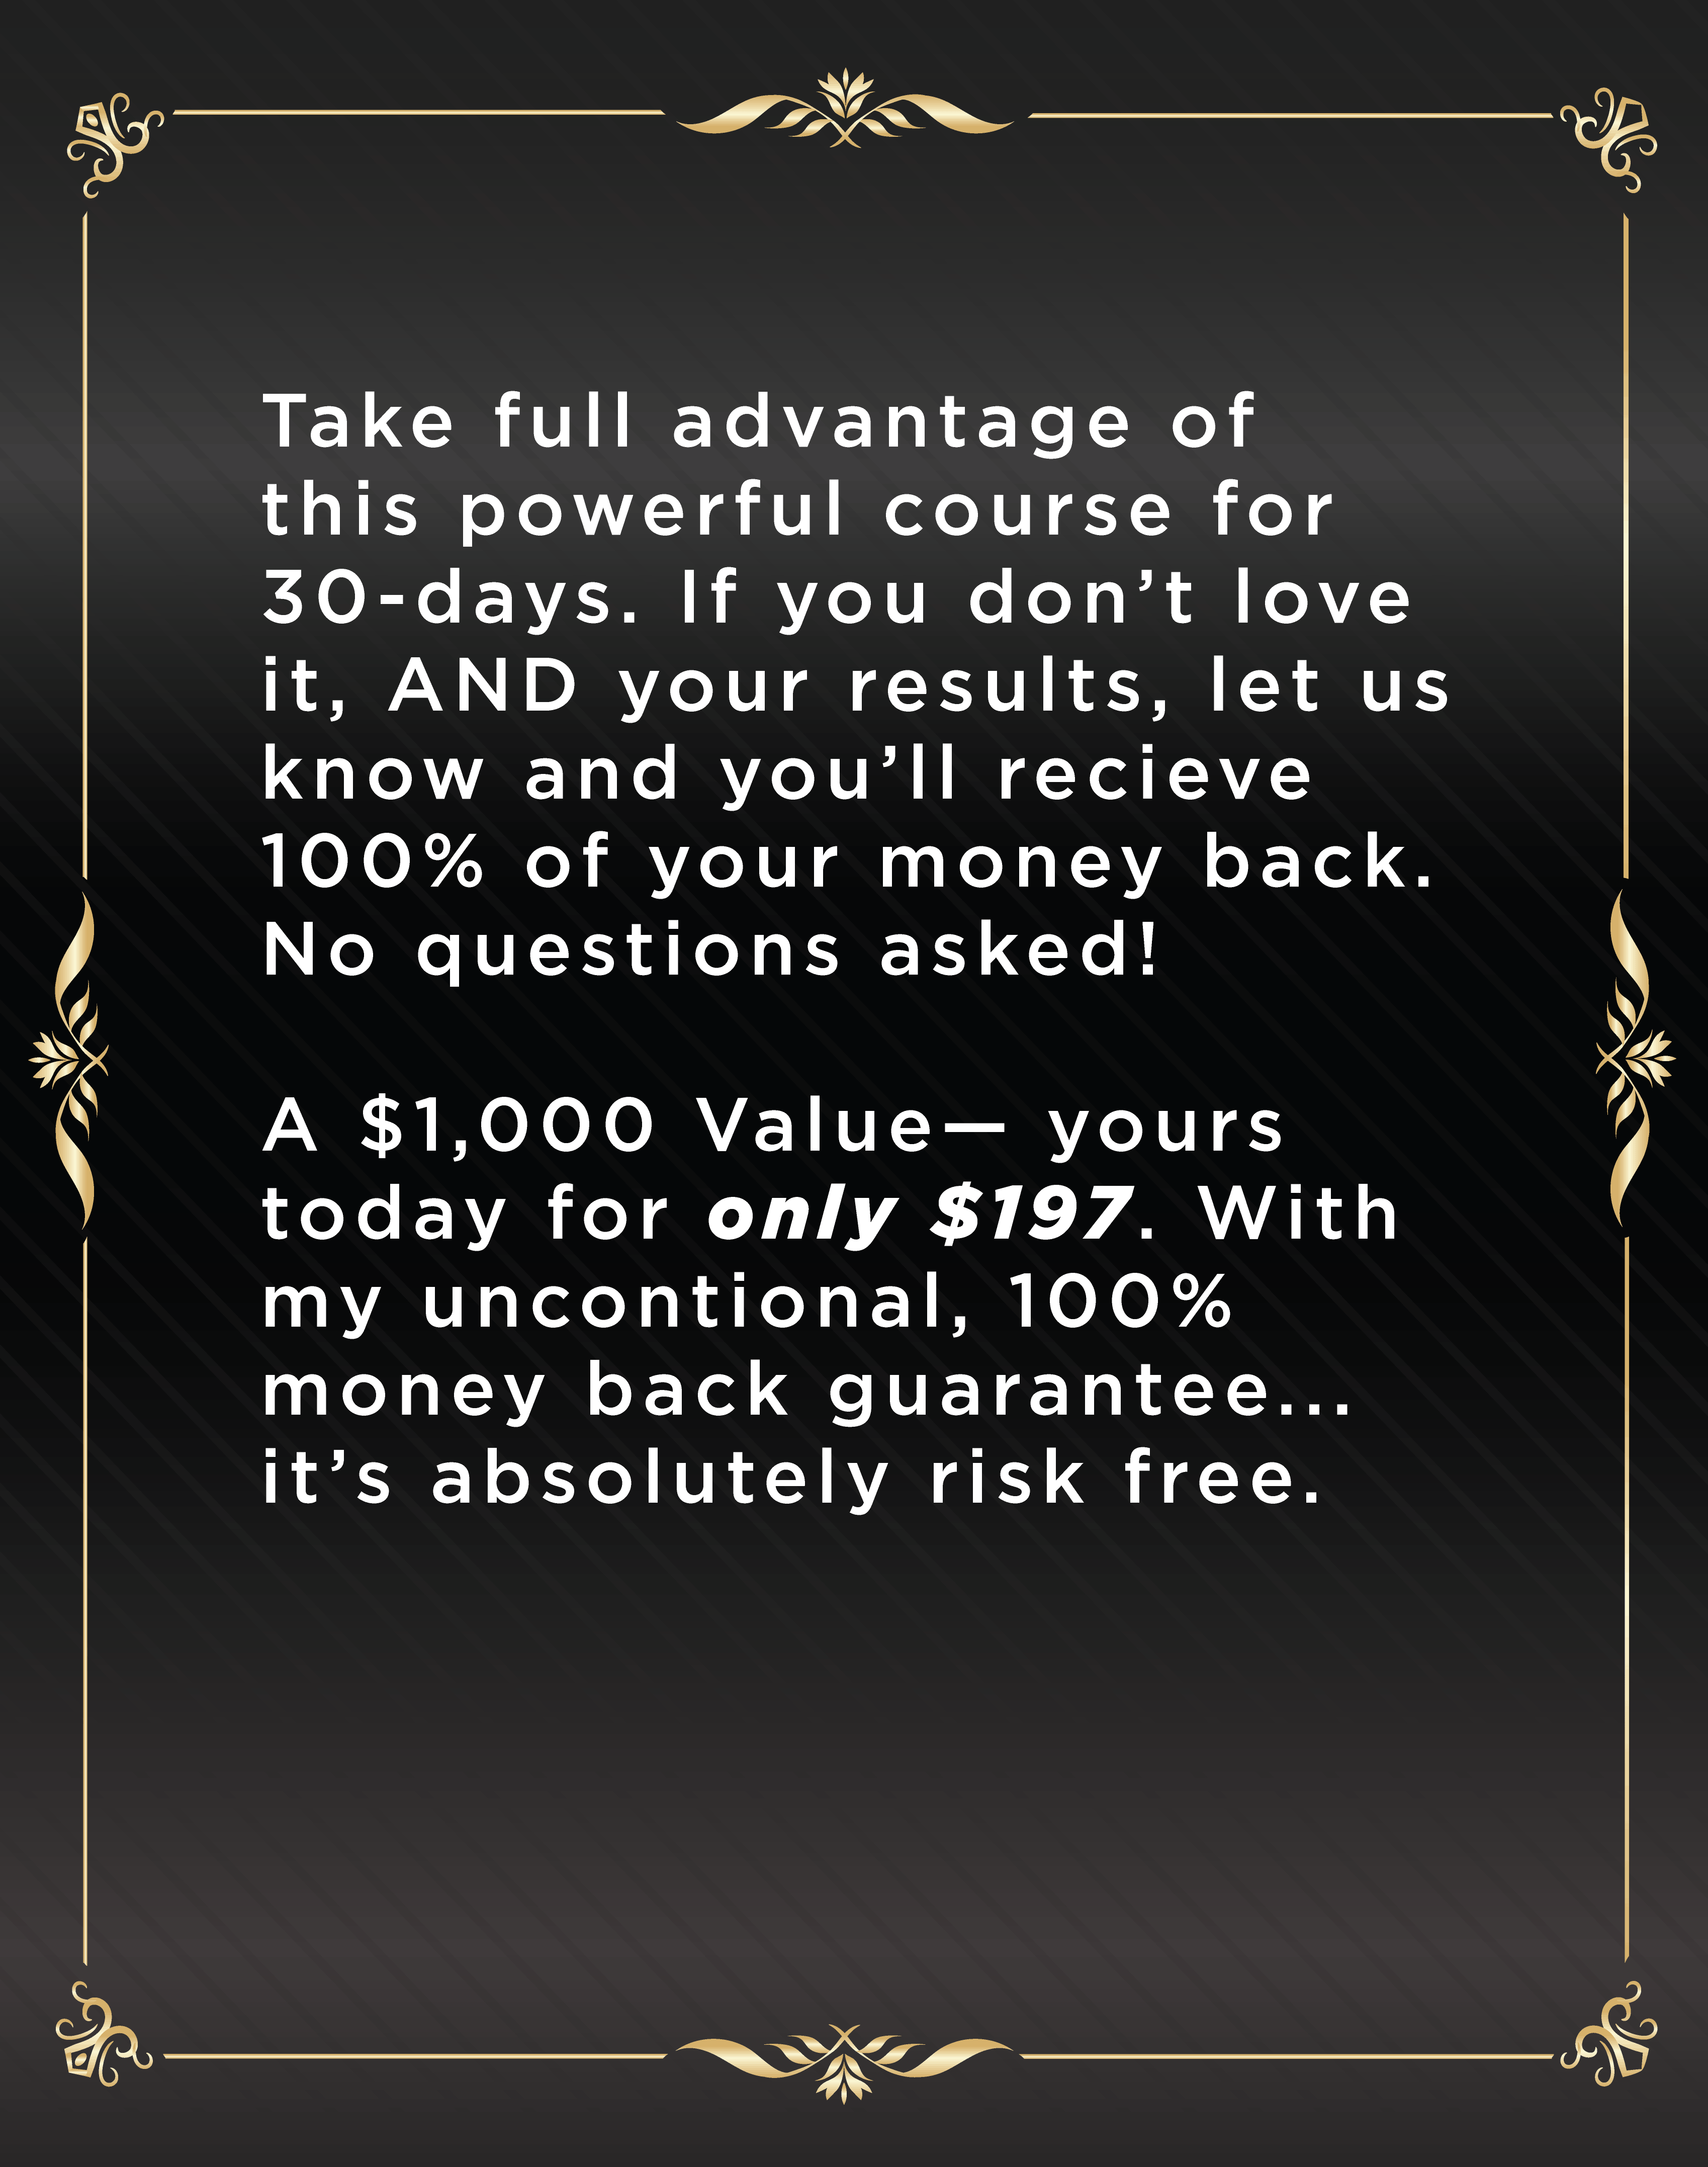 Take full advantage of
this powerful course for
30-days. If you don’t love
it, AND your results, let us
know and you’ll recieve
100% of your money back.
No questions asked!
A $1,000 Value— yours
today for only $197. With
my uncontional, 100%
money back guarantee...
it’s absolutely risk free.